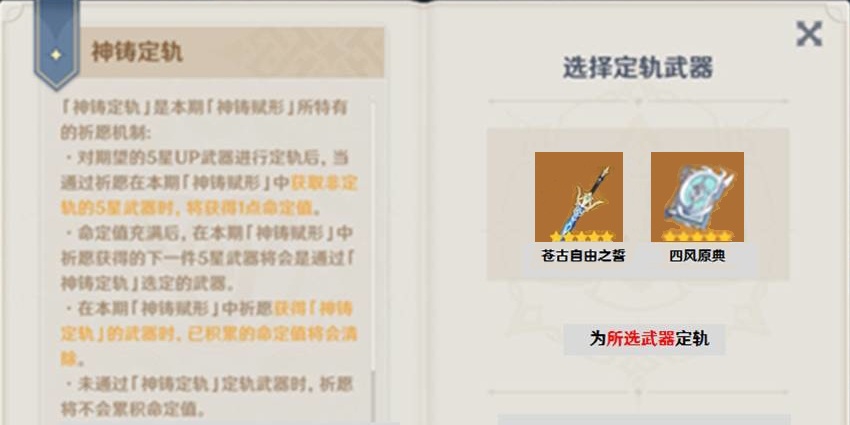 神铸定轨
「神铸定轨」是本期「神铸赋形」所特有
的祈愿机制:
·对期望的5星UP武器进行定轨后，当
通过祈愿在本期「神铸赋形」中获取非定
轨的5星武器时，将获得1点命定值。
·命定值充满后，在本期「神铸赋形」中
祈愿获得的下一件5星武器将会是通过「
神铸定轨」选定的武器。
·在本期「神铸赋形」中祈愿获得「神铸
定轨」的武器时，已积累的命定值将会清
除。
·未通过「神铸定轨」定轨武器时，祈愿
将不会累积命定值。
选择定轨武器
苍古自由之誓
四风原典
为所选武器定轨